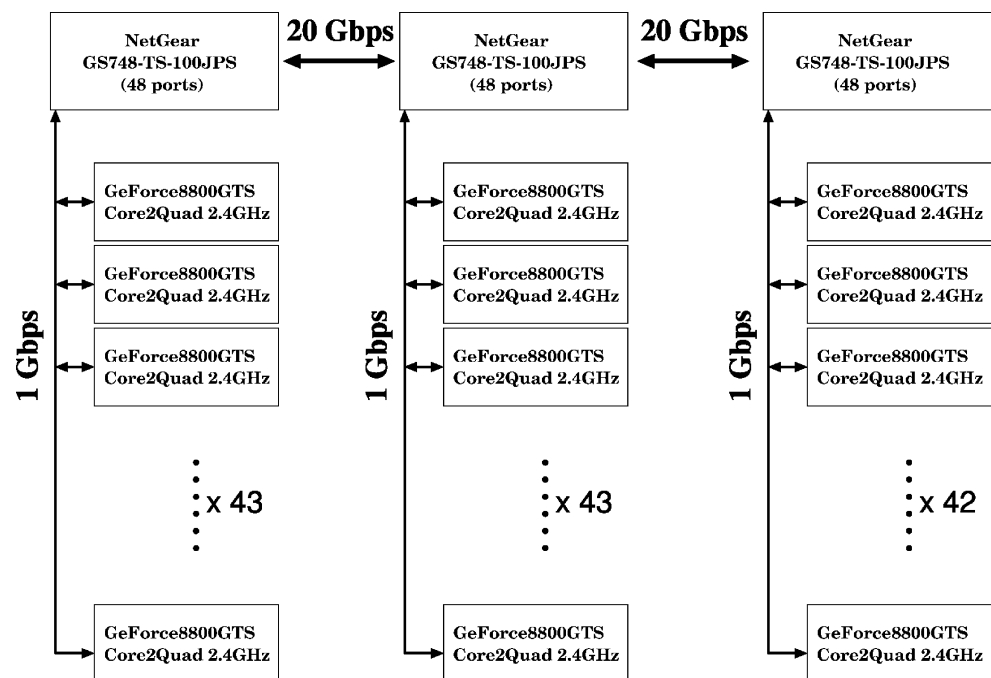 NetGear
GS748-TS-100JPS
(48 ports)
20 Gbps
NetGear
GS748-TS-100JPS
(48 ports)
20 Gbps
NetGear
GS748-TS-100JPS
(48 ports)
1 Gbps
GeForce8800GTS
Core2Quad 2.4GHz
GeForce8800GTS
Core2Quad 2.4GHz
GeForce8800GTS
Core2Quad 2.4GHz
x 43
GeForce8800GTS
Core2Quad 2.4GHz
1 Gbps
GeForce8800GTS
Core2Quad 2.4GHz
GeForce8800GTS
Core2Quad 2.4GHz
GeForce8800GTS
Core2Quad 2.4GHz
x 43
GeForce8800GTS
Core2Quad 2.4GHz
1 Gbps
GeForce8800GTS
Core2Quad 2.4GHz
GeForce8800GTS
Core2Quad 2.4GHz
GeForce8800GTS
Core2Quad 2.4GHz
x 42
GeForce8800GTS
Core2Quad 2.4GHz